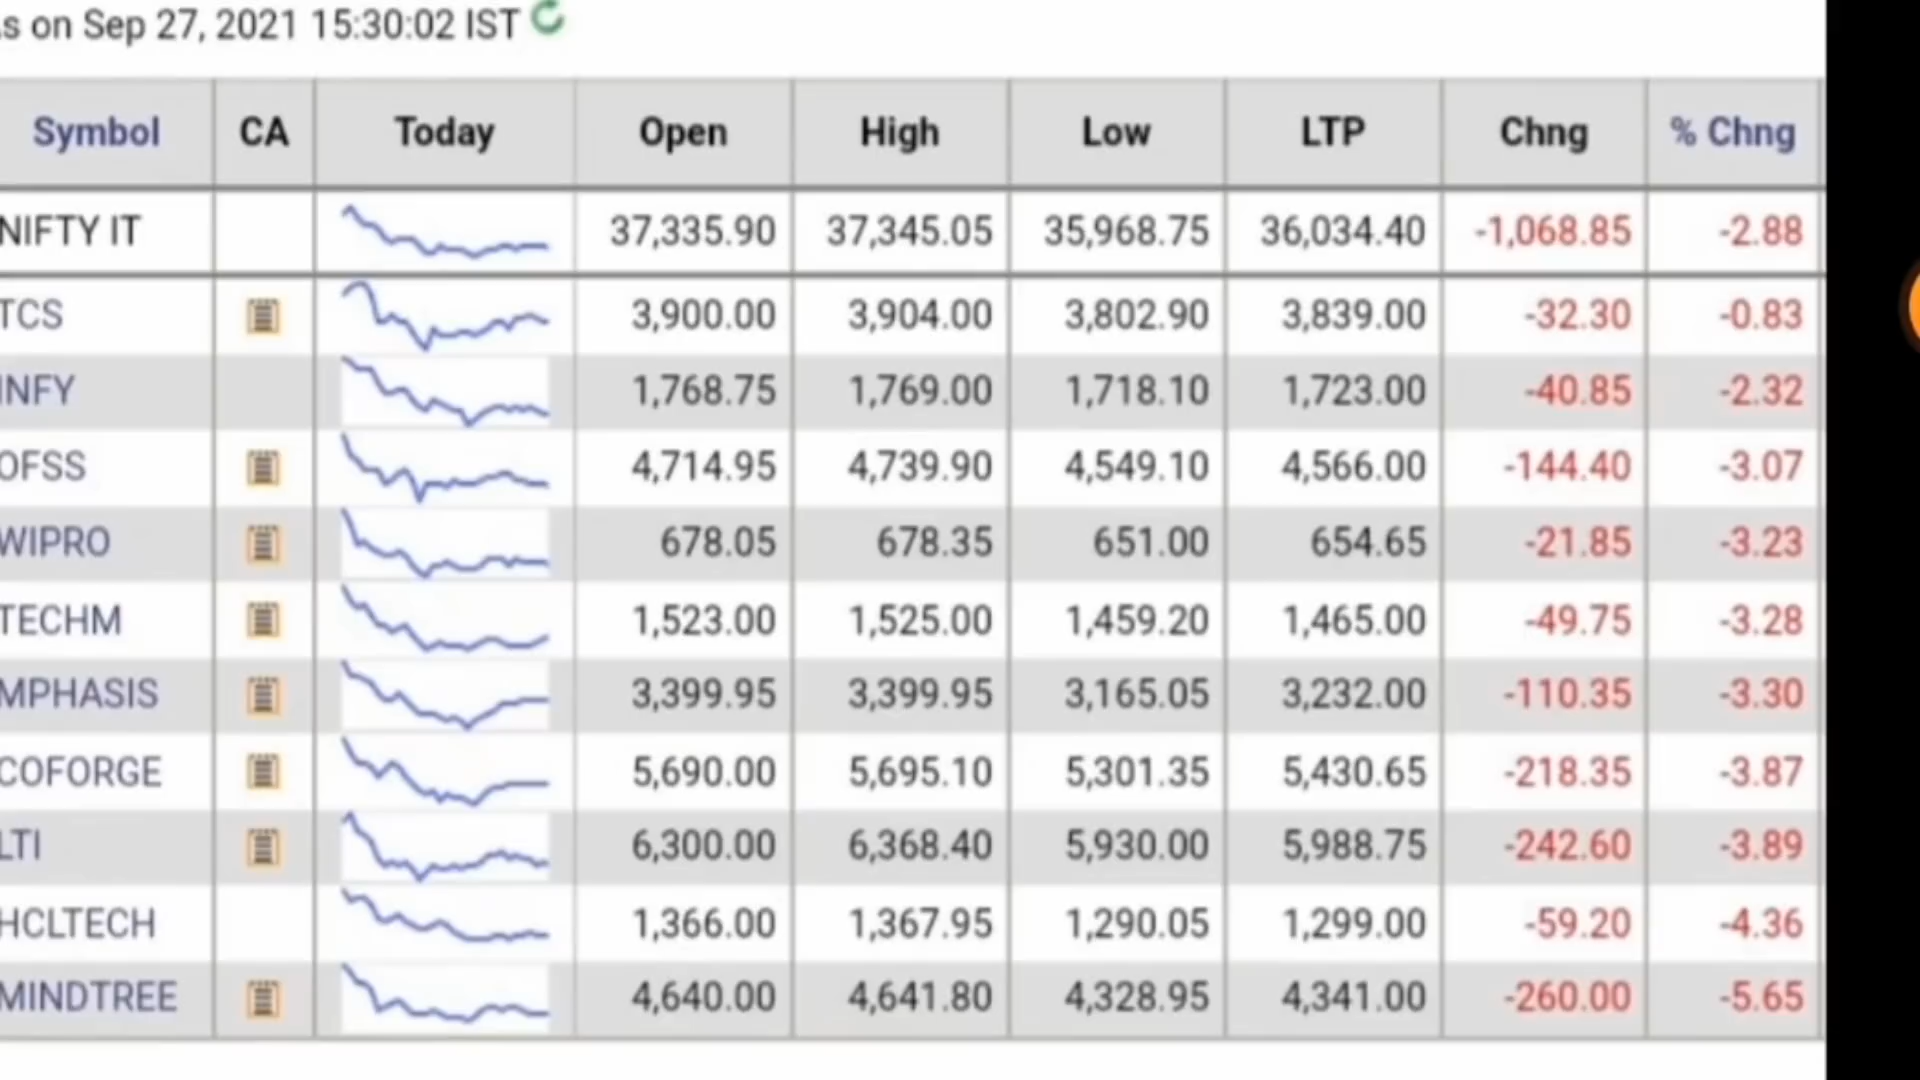 s on Sep 27, 2021 15:30:02 IST
Symbol CA Today Open High Low LTP Chng % Chng
NIFTY IT 37,335.90 37,345.05 35,968.75 36,034.40 -1,068.85 -2.88
TCS 3,900.00 3,904.00 3,802.90 3,839.00 -32.30 -0.83
INFY 1,768.75 1,769.00 1,718.10 1,723.00 -40.85 -2.32
OFSS 4,714.95 4,739.90 4,549.10 4,566.00 -144.40 -3.07
WIPRO 678.05 678.35 651.00 654.65 -21.85 -3.23
TECHM 1,523.00 1,525.00 1,459.20 1,465.00 -49.75 -3.28
MPHASIS 3,399.95 3,399.95 3,165.05 3,232.00 -110.35 -3.30
COFORGE 5,690.00 5,695.10 5,301.35 5,430.65 -218.35 -3.87
LTI 6,300.00 6,368.40 5,930.00 5,988.75 -242.60 -3.89
HCLTECH 1,366.00 1,367.95 1,290.05 1,299.00 -59.20 -4.36
MINDTREE 4,640.00 4,641.80 4,328.95 4,341.00 -260.00 -5.65